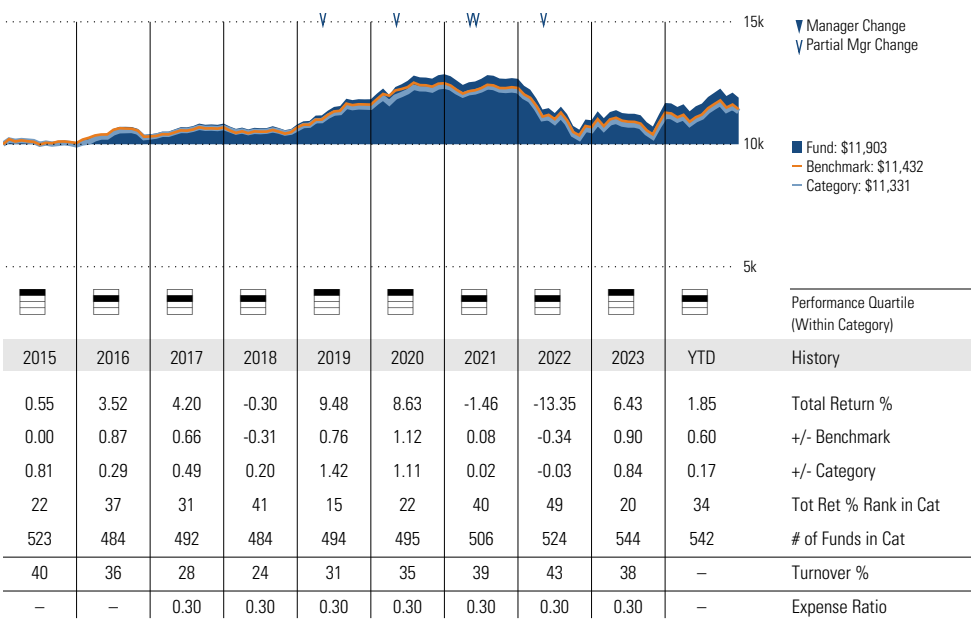 15k
▼ Manager Change
V Partial Mgr Change
10k
Fund: $11,903
Benchmark: $11,432
Category: $11,331
5k
Performance Quartile
(Within Category)
2015 2016 2017 2018 2019 2020 2021 2022 2023 YTD History
0.55 3.52 4.20 -0.30 9.48 8.63 -1.46 -13.35 6.43 1.85 Total Return %
0.00 0.87 0.66 -0.31 0.76 1.12 0.08 -0.34 0.90 0.60 +/- Benchmark
0.81 0.29 0.49 0.20 1.42 1.11 0.02 -0.03 0.84 0.17 +/- Category
22 37 31 41 15 22 40 49 20 34 Tot Ret % Rank in Cat
523 484 492 484 494 495 506 524 544 542 # of Funds in Cat
40 36 28 24 31 35 39 43 38 – Turnover %
– – 0.30 0.30 0.30 0.30 0.30 0.30 0.30 – Expense Ratio